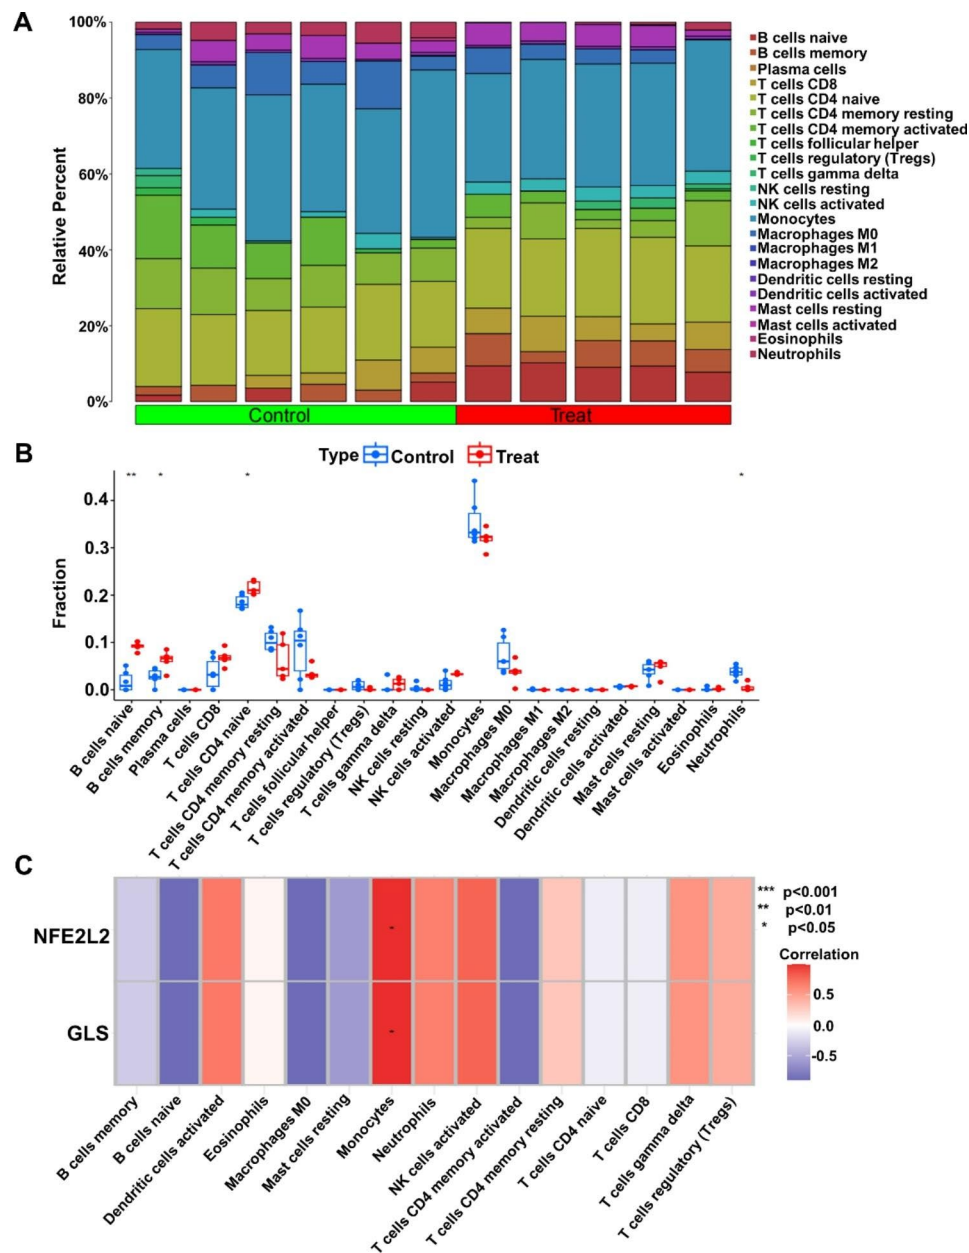 A
100%
80%
60%
40%
20%
0%
Relative Percent
Control
Treat
B cells naive
B cells memory
Plasma cells
T cells CD8
T cells CD4 naive
T cells CD4 memory resting
T cells CD4 memory activated
T cells follicular helper
T cells regulatory (Tregs)
T cells gamma delta
NK cells resting
NK cells activated
Monocytes
Macrophages M0
Macrophages M1
Macrophages M2
Dendritic cells resting
Dendritic cells activated
Mast cells resting
Mast cells activated
Eosinophils
Neutrophils
B
Type Control Treat
** * * *
0.4
0.3
0.2
0.1
0.0
Fraction
B cells naive
B cells memory
Plasma cells
T cells CD8
T cells CD4 naive
T cells CD4 memory resting
T cells CD4 memory activated
T cells follicular helper
T cells regulatory (Tregs)
T cells gamma delta
NK cells resting
NK cells activated
Monocytes
Macrophages M0
Macrophages M1
Macrophages M2
Dendritic cells resting
Dendritic cells activated
Mast cells resting
Mast cells activated
Eosinophils
Neutrophils
C
NFE2L2
GLS
*** p<0.001
** p<0.01
* p<0.05
Correlation
0.5
0.0
-0.5
B cells memory
B cells naive
Dendritic cells activated
Eosinophils
Macrophages M0
Mast cells resting
Monocytes
Neutrophils
NK cells activated
T cells CD4 memory activated
T cells CD4 memory resting
T cells CD4 naive
T cells CD8
T cells gamma delta
T cells regulatory (Tregs)